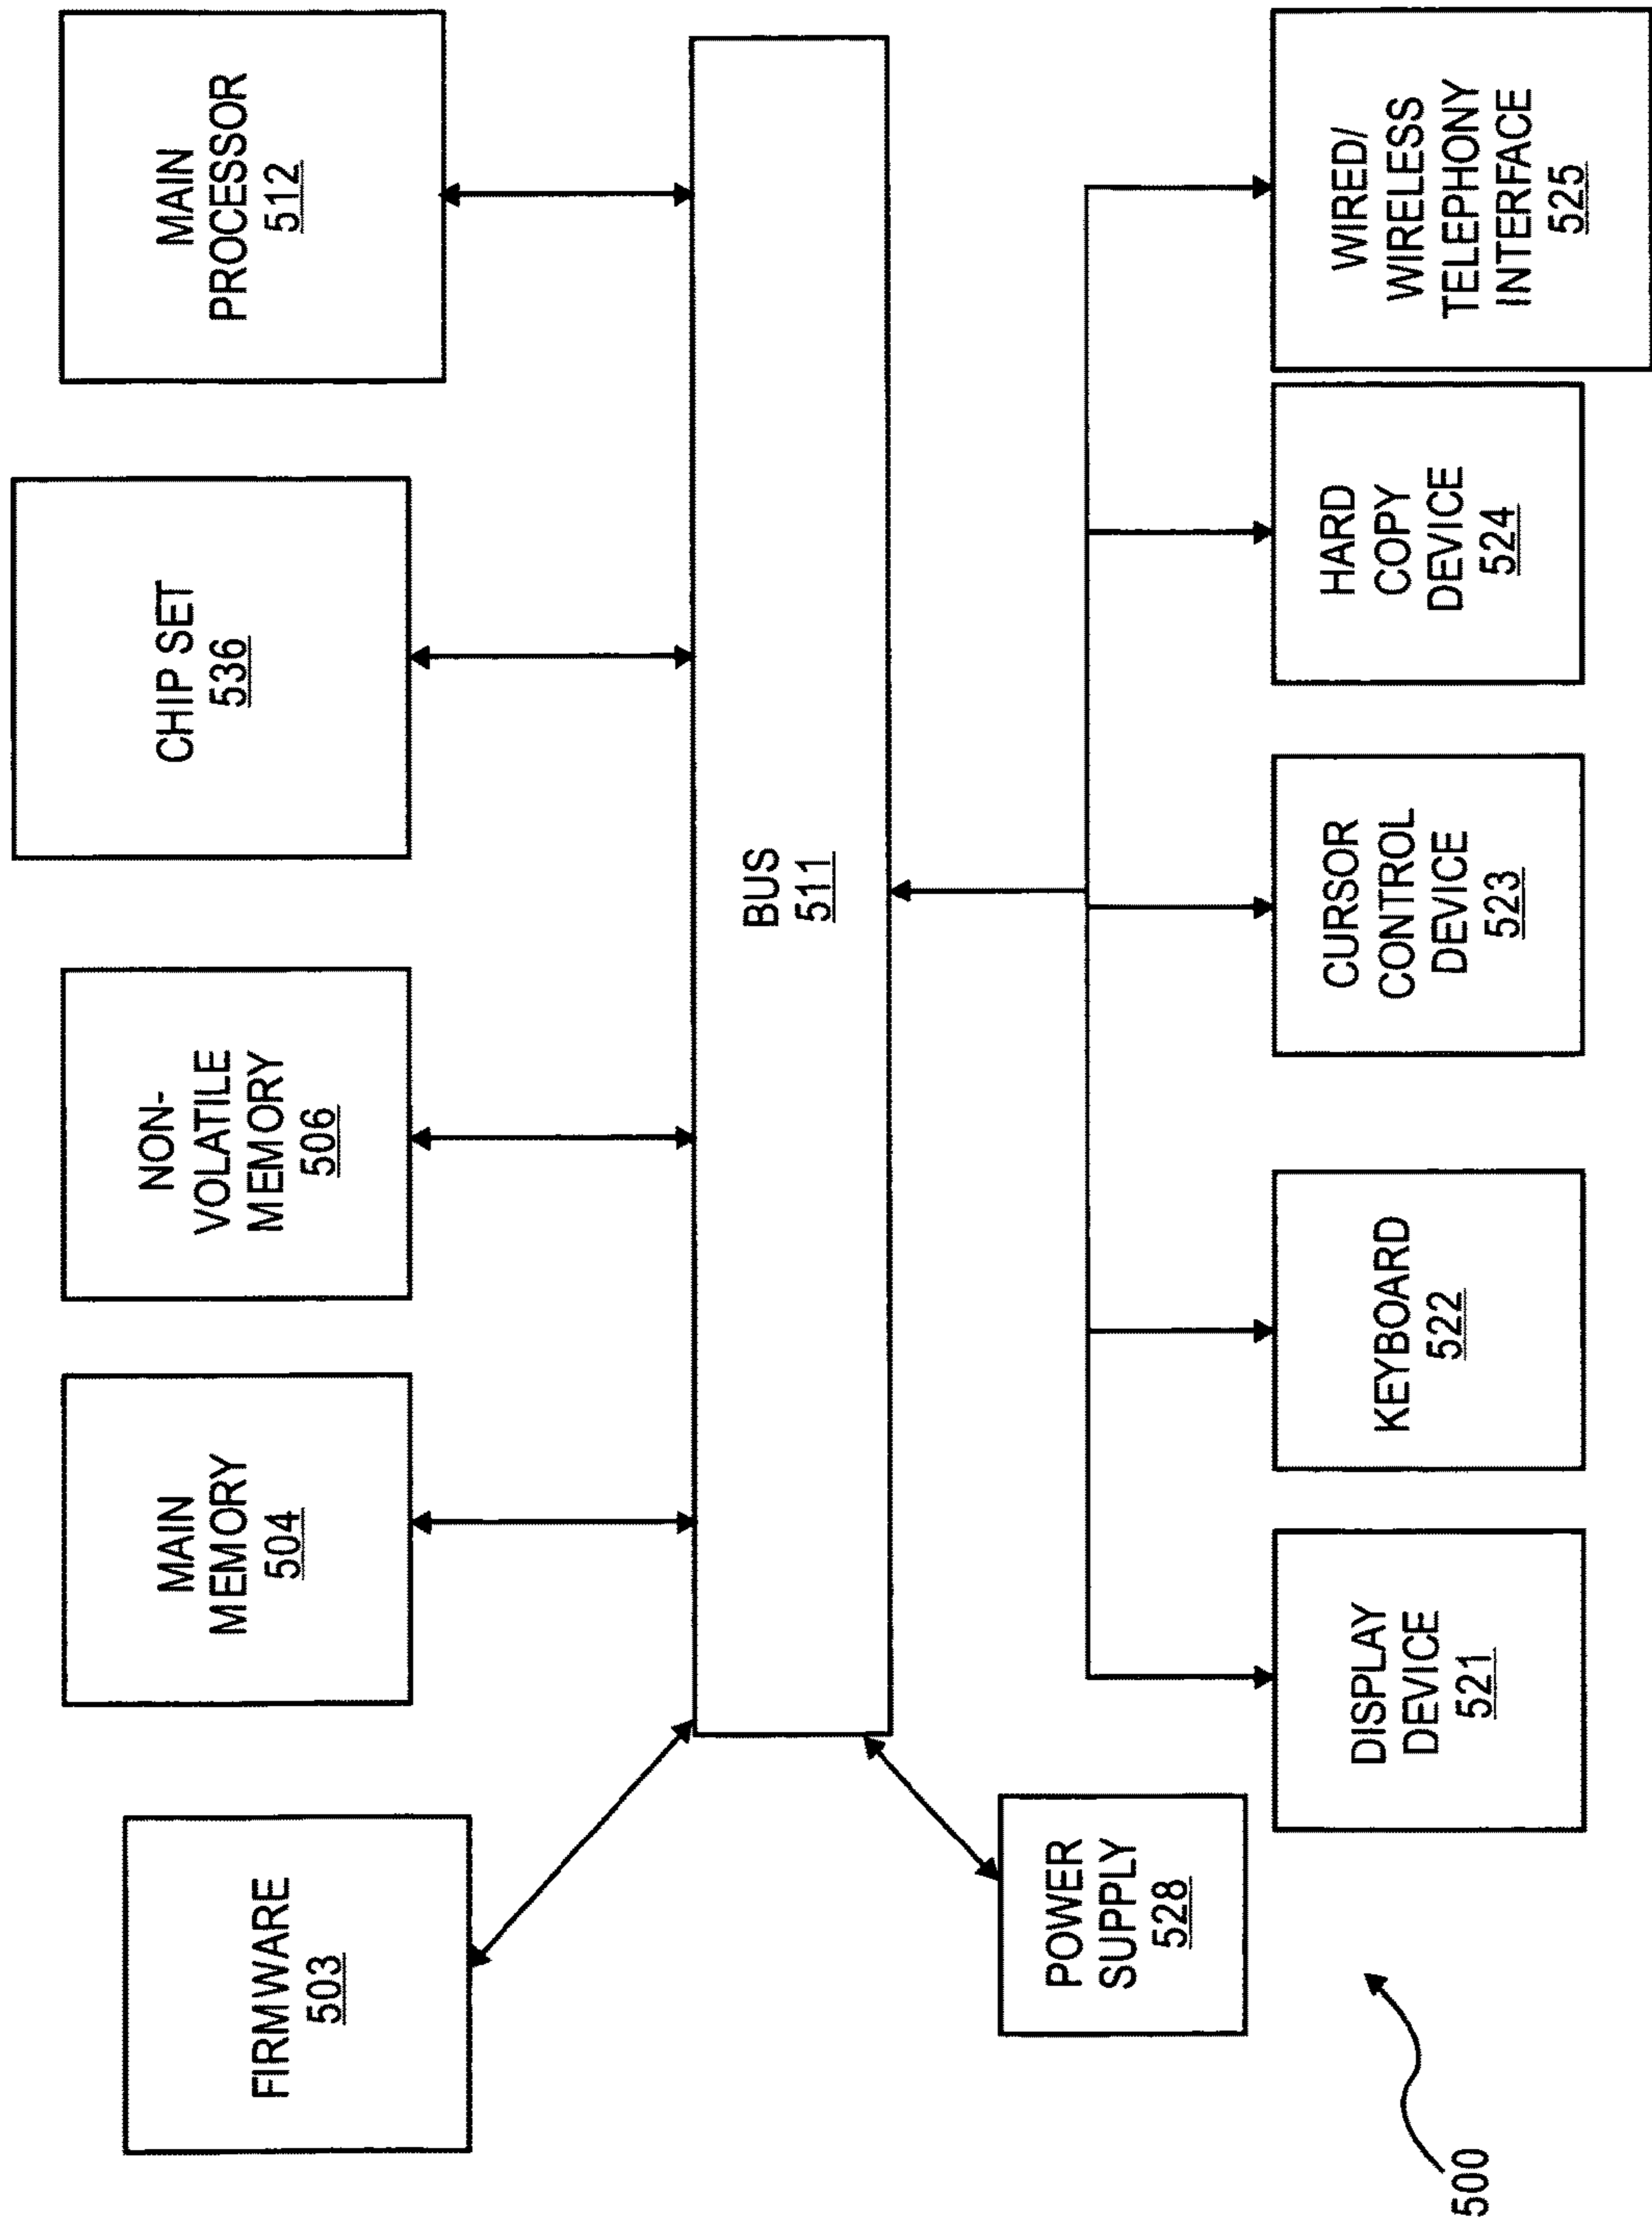 FIRMWARE
503
MAIN
MEMORY
504
NON-
VOLATILE
MEMORY
506
CHIP SET
536
MAIN
PROCESSOR
512
BUS
511
POWER
SUPPLY
528
DISPLAY
DEVICE
521
KEYBOARD
522
CURSOR
CONTROL
DEVICE
523
HARD
COPY
DEVICE
524
WIRED/
WIRELESS
TELEPHONY
INTERFACE
525
500